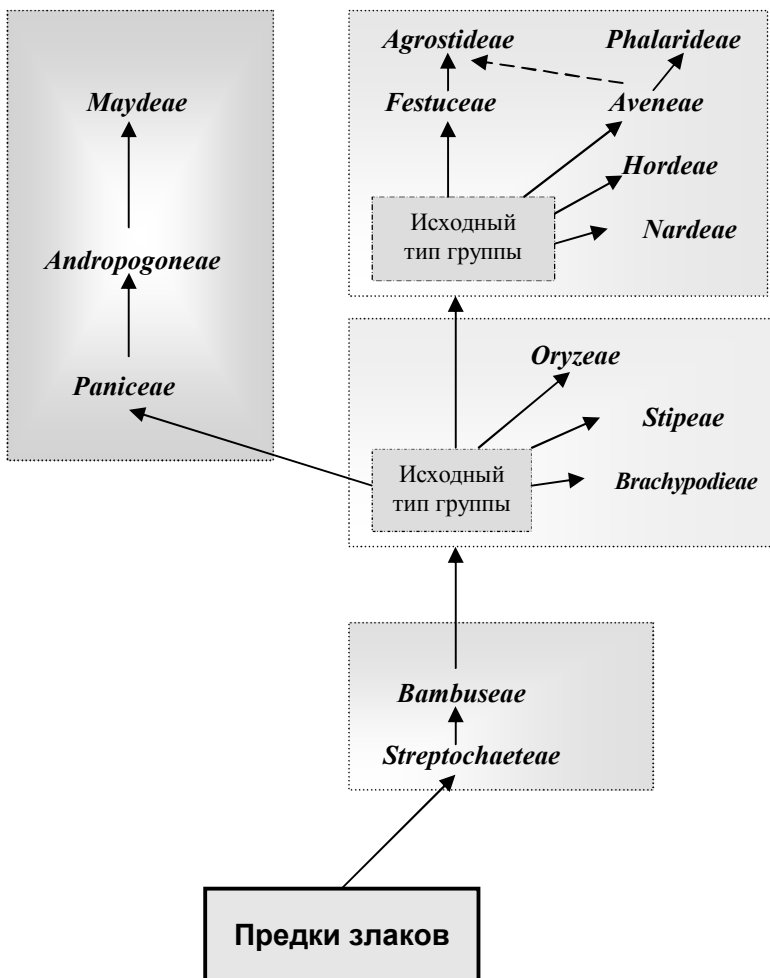 Agrostideae
Phalarideae
Maydeae
Festuceae
Aveneae
Hordeae
Исходный
тип группы
Nardeae
Andropogoneae
Oryzeae
Paniceae
Stipeae
Исходный
тип группы
Brachypodieae
Bambuseae
Streptochaeteae
Предки злаков